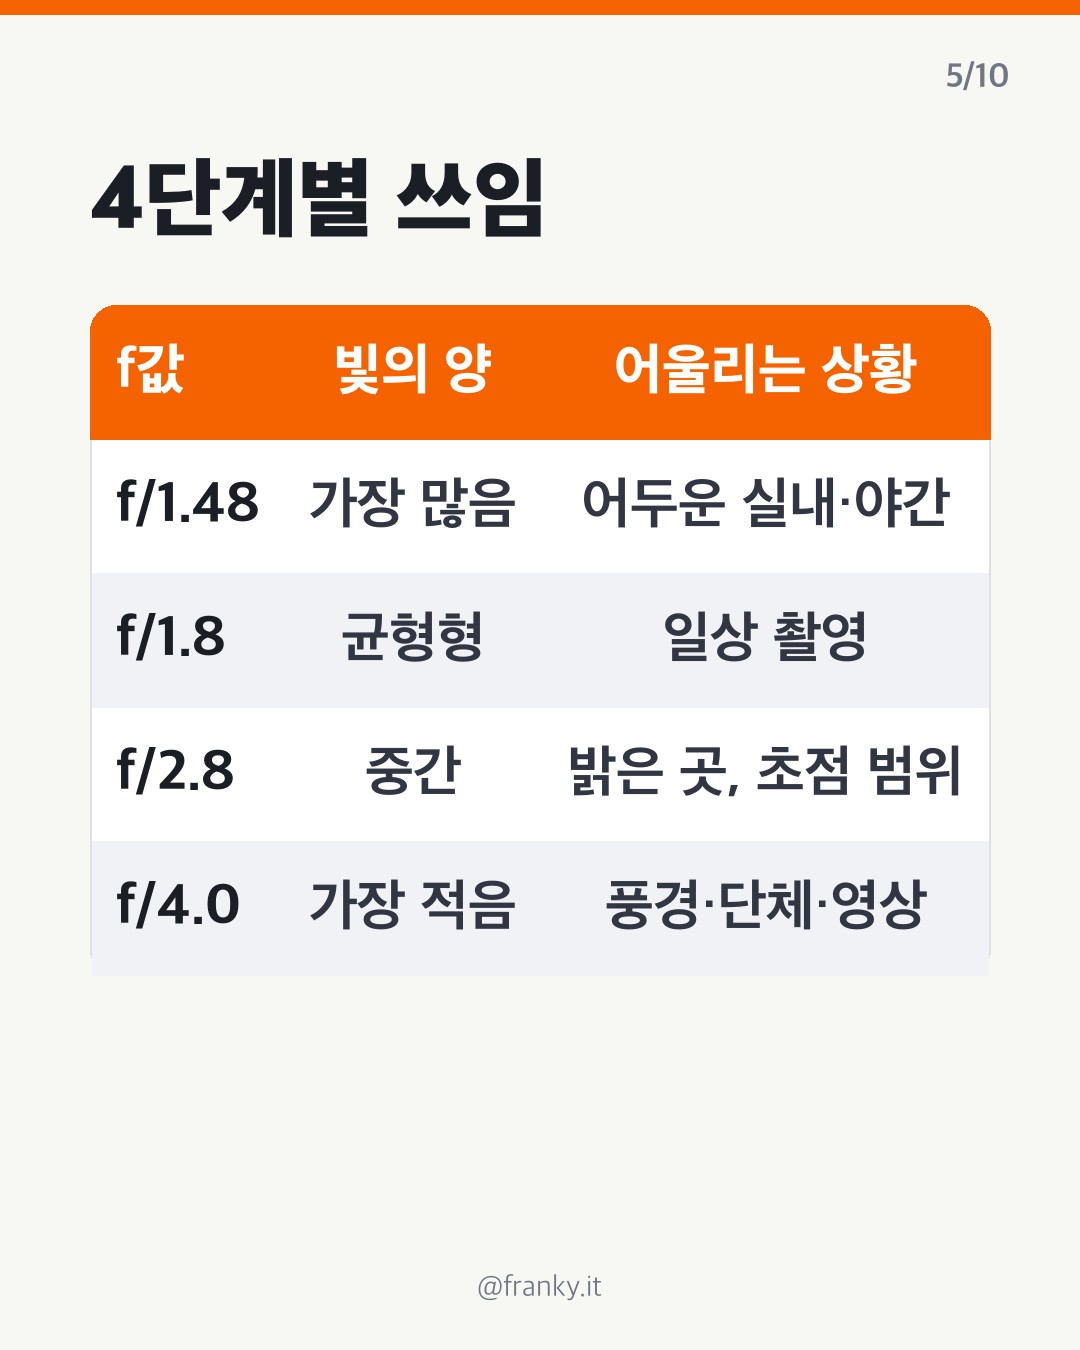 5/10
4단계별 쓰임
f값 빛의 양 어울리는 상황
f/1.48 가장 많음 어두운 실내·야간
f/1.8 균형형 일상 촬영
f/2.8 중간 밝은 곳, 초점 범위
f/4.0 가장 적음 풍경·단체·영상
@franky.it